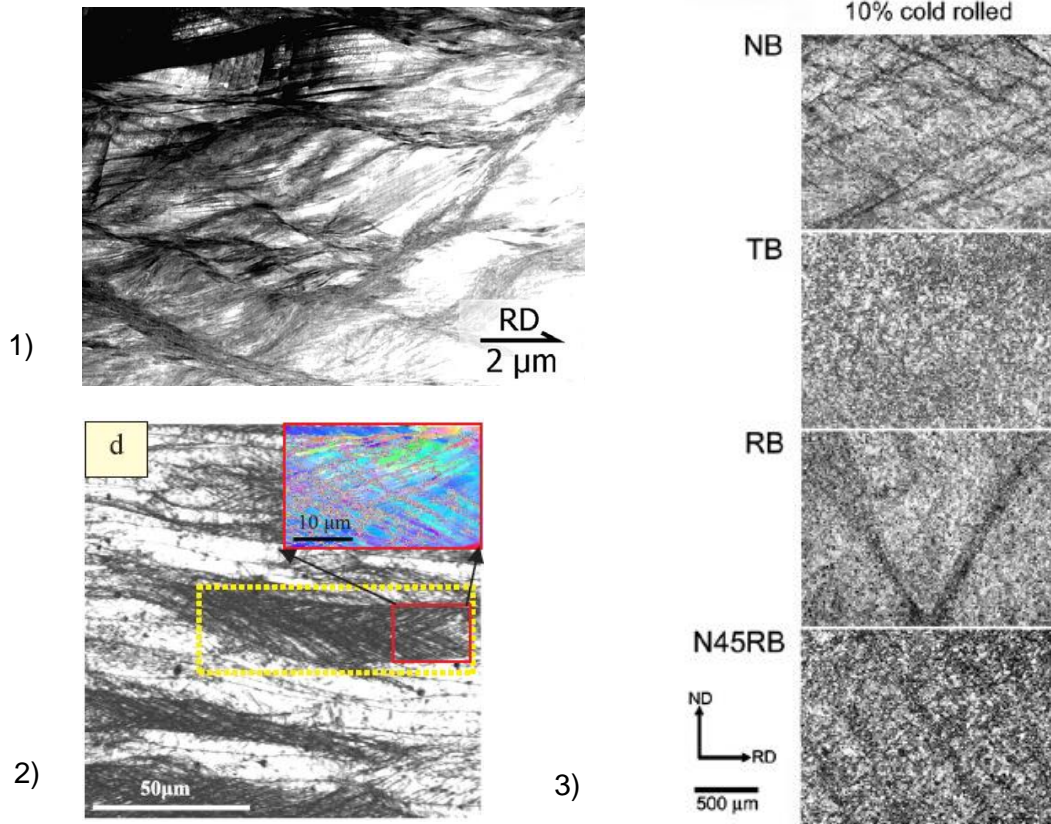 1)
RD
2 µm
d
10 µm
50µm
2)
10% cold rolled
NB
TB
RB
N45RB
ND
RD
500 µm
3)